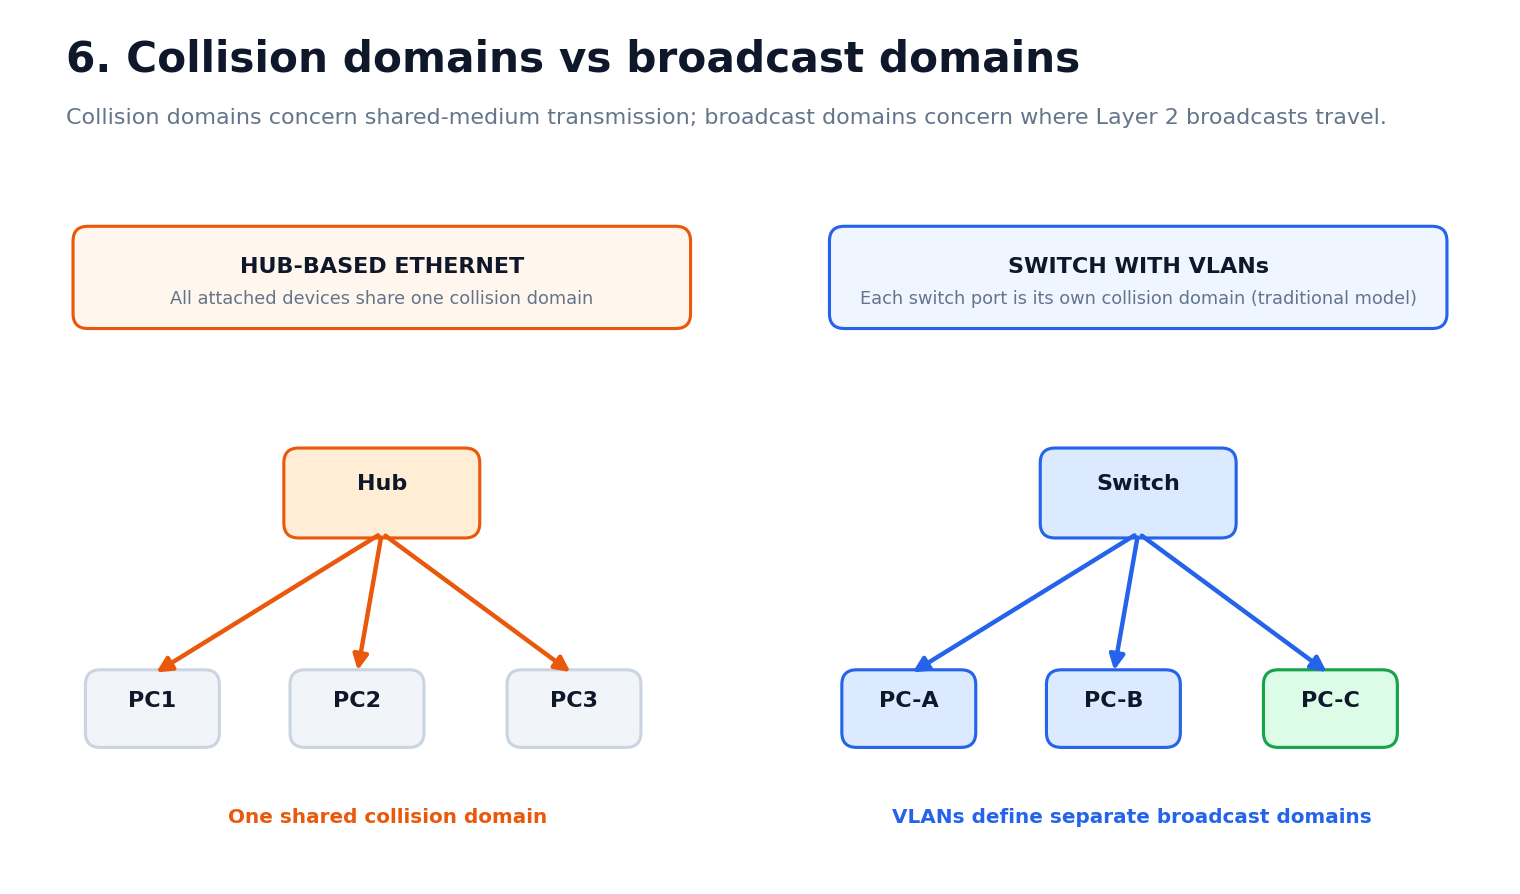 6. Collision domains vs broadcast domains
Collision domains concern shared-medium transmission; broadcast domains concern where Layer 2 broadcasts travel.
HUB-BASED ETHERNET
All attached devices share one collision domain
SWITCH WITH VLANs
Each switch port is its own collision domain (traditional model)
Hub
Switch
PC1
PC2
PC3
PC-A
PC-B
PC-C
One shared collision domain
VLANs define separate broadcast domains